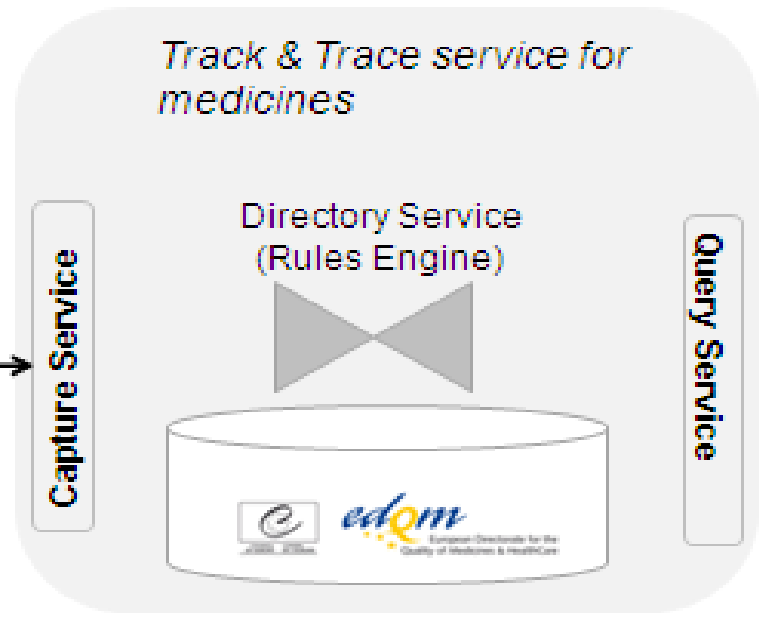 Track & Trace service for
medicines
Directory Service
(Rules Engine)
Capture Service
Query Service
edQm
European Directorate for the
Quality of Medicines & HealthCare